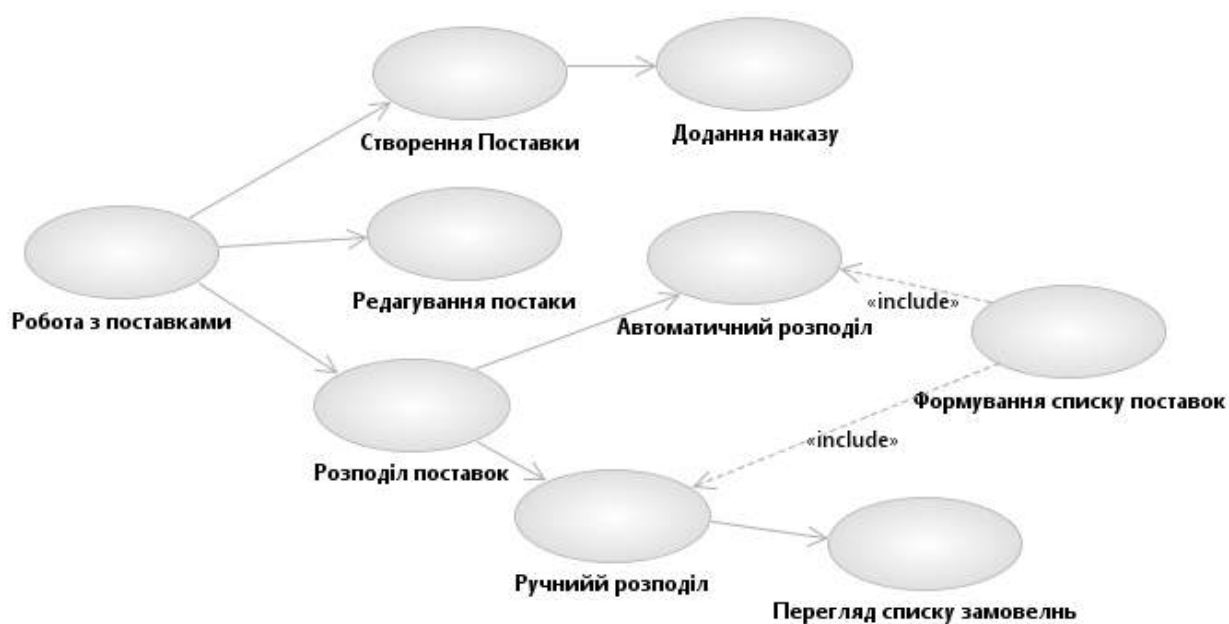 Створення Поставки
Додання наказу
Робота з поставками
Редагування постаки
Автоматичний розподіл
«include»
Формування списку поставок
«include»
Розподіл поставок
Ручнийй розподіл
Перегляд списку замовелнь